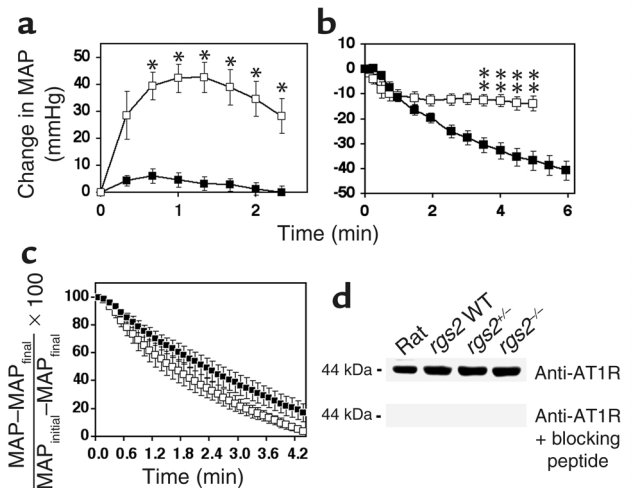 a
b
Change in MAP
(mmHg)
50
40
30
20
10
0
* * * * * * *
0 1 2
10
0
-10
-20
-30
-40
-50
** ** ** **
0 2 4 6
Time (min)
c
d
MAP–MAPfinal
MAPinitial–MAPfinal
× 100
100
80
60
40
20
0
0.0 0.6 1.2 1.8 2.4 3.0 3.6 4.2
Time (min)
Rat
rgs2 WT
rgs2+/–
rgs2–/–
44 kDa -
Anti-AT1R
44 kDa -
Anti-AT1R
+ blocking
peptide